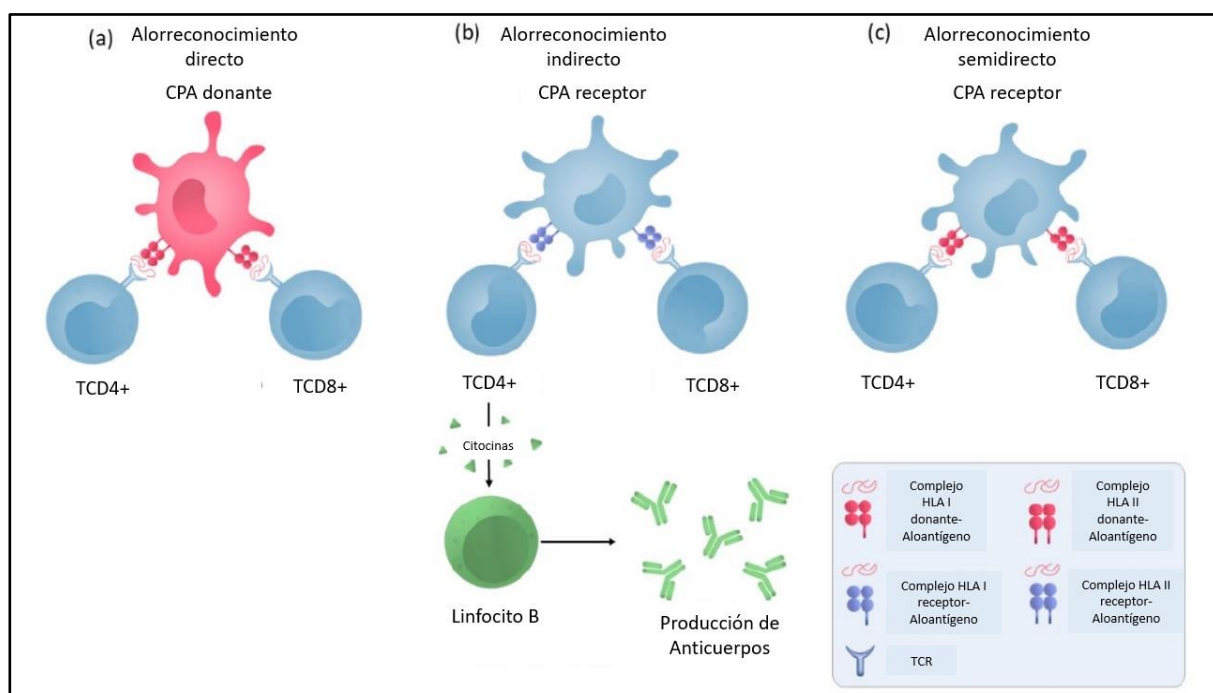 (a) Alorreconocimiento
directo
CPA donante
TCD4+
TCD8+
(b) Alorreconocimiento
indirecto
CPA receptor
TCD4+
TCD8+
Citocinas
Linfocito B
Producción de
Anticuerpos
(c) Alorreconocimiento
semidirecto
CPA receptor
TCD4+
TCD8+
Complejo
HLA I
donante-
Aloantígeno
Complejo
HLA II
donante-
Aloantígeno
Complejo HLA I
receptor-
Aloantígeno
Complejo HLA II
receptor-
Aloantígeno
TCR